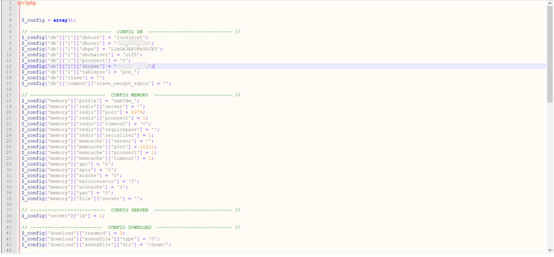 <?php
$_config = array();
// ---------------------------- CONFIG DB ----------------------------- //
$_config['db']['1']['dbhost'] = 'localhost';
$_config['db']['1']['dbuser'] = '
$_config['db']['1']['dbpw'] =
$_config['db']['1']['dbcharset'] = 'utf8';
$_config['db']['1']['pconnect'] = '0';
$_config['db']['1']['dbname'] = '
$_config['db']['1']['tablepre'] = 'pre_';
$_config['db']['slave'] = '';
$_config['db']['common']['slave_except_table'] = '';
// -------------------------- CONFIG MEMORY --------------------------- //
$_config['memory']['prefix'] =
$_config['memory']['redis']['server'] = '';
$_config['memory']['redis']['port'] = 6379;
$_config['memory']['redis']['pconnect'] = 1;
$_config['memory']['redis']['timeout'] = '0';
$_config['memory']['redis']['requirepass'] = '';
$_config['memory']['redis']['serializer'] = 1;
$_config['memory']['memcache']['server'] = '';
$_config['memory']['memcache']['port'] = 11211;
$_config['memory']['memcache']['pconnect'] = 1;
$_config['memory']['memcache']['timeout'] = 1;
$_config['memory']['apc'] = '0';
$_config['memory']['apcu'] = '0';
$_config['memory']['xcache'] = '0';
$_config['memory']['eaccelerator'] = '0';
$_config['memory']['wincache'] = '0';
$_config['memory']['yac'] = '0';
$_config['memory']['file']['server'] = '';
// -------------------------- CONFIG SERVER --------------------------- //
$_config['server']['id'] = 1;
// ------------------------- CONFIG DOWNLOAD -------------------------- //
$_config['download']['readmod'] = 2;
$_config['download']['xsendfile']['type'] = '0';
$_config['download']['xsendfile']['dir'] = '/down/';